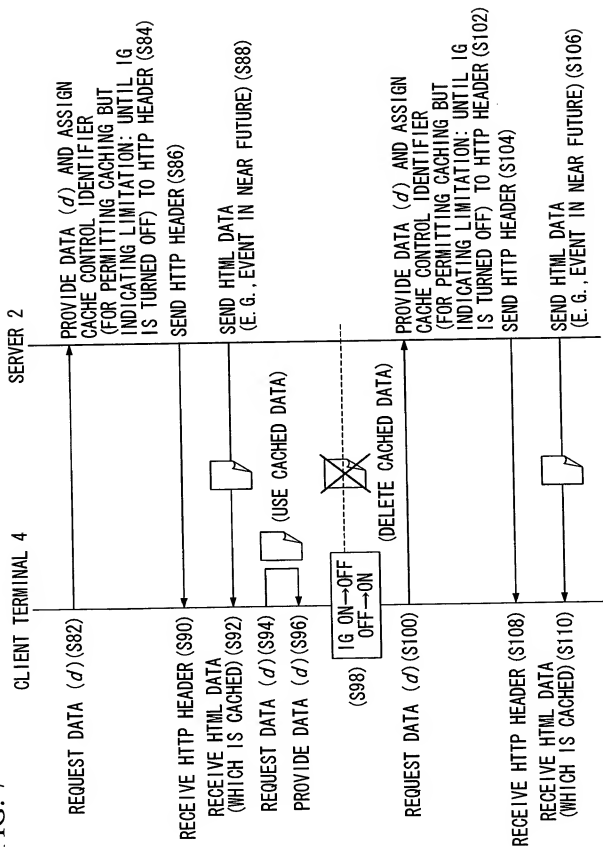 FIG. 7
CLIENT TERMINAL 4
SERVER 2
REQUEST DATA (d) (S82)
PROVIDE DATA (d) AND ASSIGN
CACHE CONTROL IDENTIFIER
(FOR PERMITTING CACHING BUT
INDICATING LIMITATION: UNTIL IG
IS TURNED OFF) TO HTTP HEADER (S84)
SEND HTTP HEADER (S86)
RECEIVE HTTP HEADER (S90)
SEND HTML DATA
(E.G., EVENT IN NEAR FUTURE) (S88)
RECEIVE HTML DATA
(WHICH IS CACHED) (S92)
REQUEST DATA (d) (S94)
(USE CACHED DATA)
PROVIDE DATA (d) (S96)
IG ON→OFF
OFF→ON
(S98)
(DELETE CACHED DATA)
REQUEST DATA (d) (S100)
PROVIDE DATA (d) AND ASSIGN
CACHE CONTROL IDENTIFIER
(FOR PERMITTING CACHING BUT
INDICATING LIMITATION: UNTIL IG
IS TURNED OFF) TO HTTP HEADER (S102)
SEND HTTP HEADER (S104)
RECEIVE HTTP HEADER (S108)
SEND HTML DATA
(E.G., EVENT IN NEAR FUTURE) (S106)
RECEIVE HTML DATA
(WHICH IS CACHED) (S110)